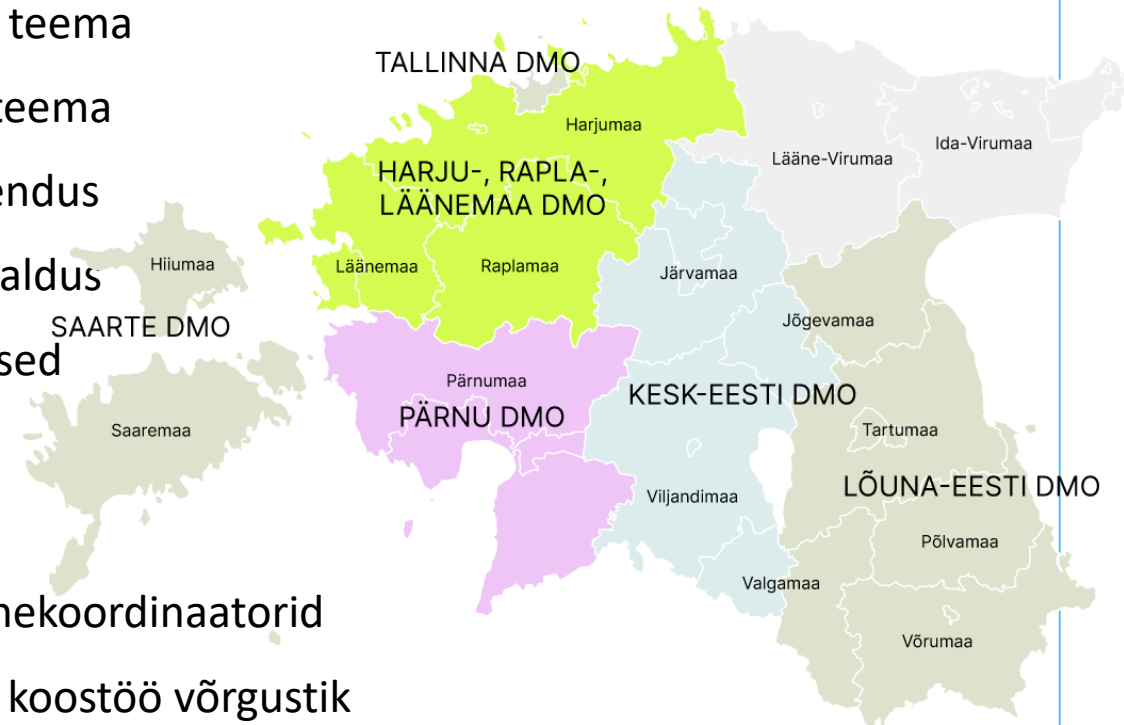 teema
teema
endus
aldus
sed
nekoordinaatorid
koostöö võrgustik
TALLINNA DMO
Harjumaa
Lääne-Virumaa
Ida-Virumaa
HARJU-, RAPLA-,
LÄÄNEMAA DMO
Hiiumaa
Läänemaa
Raplamaa
Järvamaa
SAARTE DMO
Jõgevamaa
Pärnumaa
KESK-EESTI DMO
PÄRNU DMO
Saaremaa
Tartumaa
LÕUNA-EESTI DMO
Viljandimaa
Põlvamaa
Valgamaa
Võrumaa